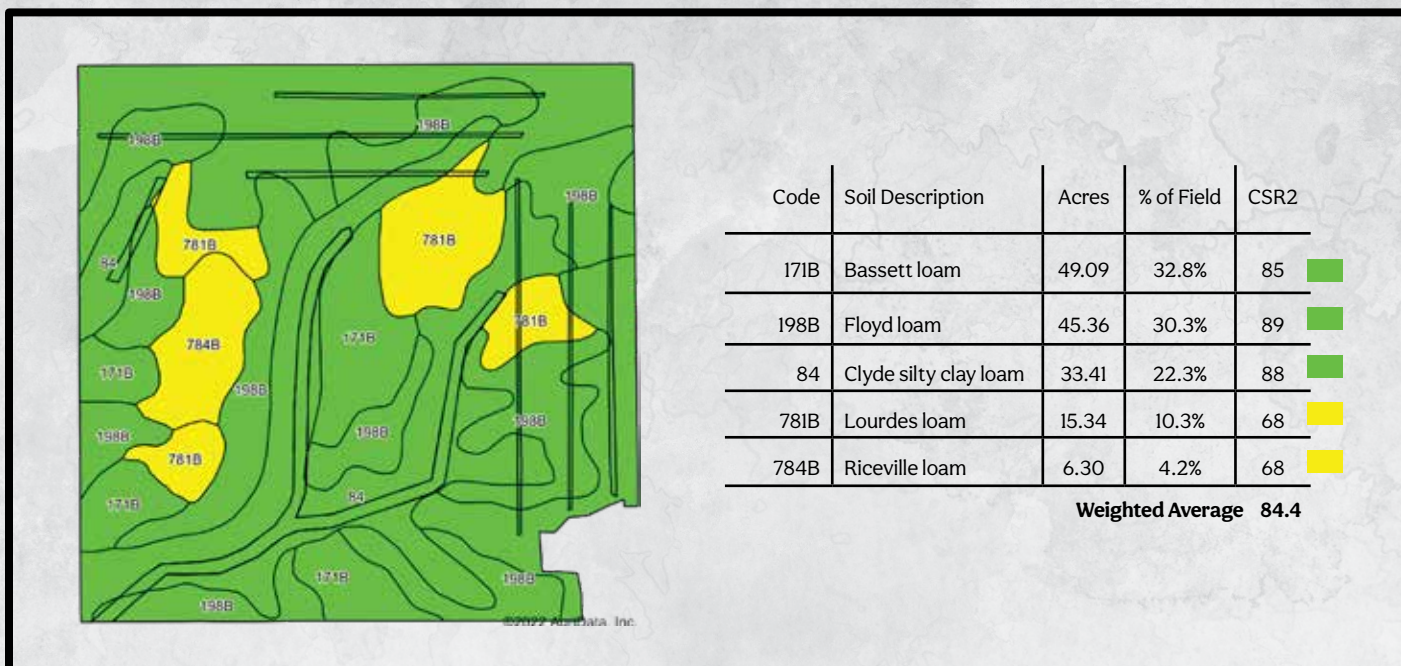 198B
198B
198B
781B
781B
84
198B
781B
784B
171B
171B
198B
198B
198B
198B
781B
84
171B
171B
198B
198B
©2022 AgriData, Inc.
Code Soil Description Acres % of Field CSR2
171B Bassett loam 49.09 32.8% 85
198B Floyd loam 45.36 30.3% 89
84 Clyde silty clay loam 33.41 22.3% 88
781B Lourdes loam 15.34 10.3% 68
784B Riceville loam 6.30 4.2% 68
Weighted Average 84.4